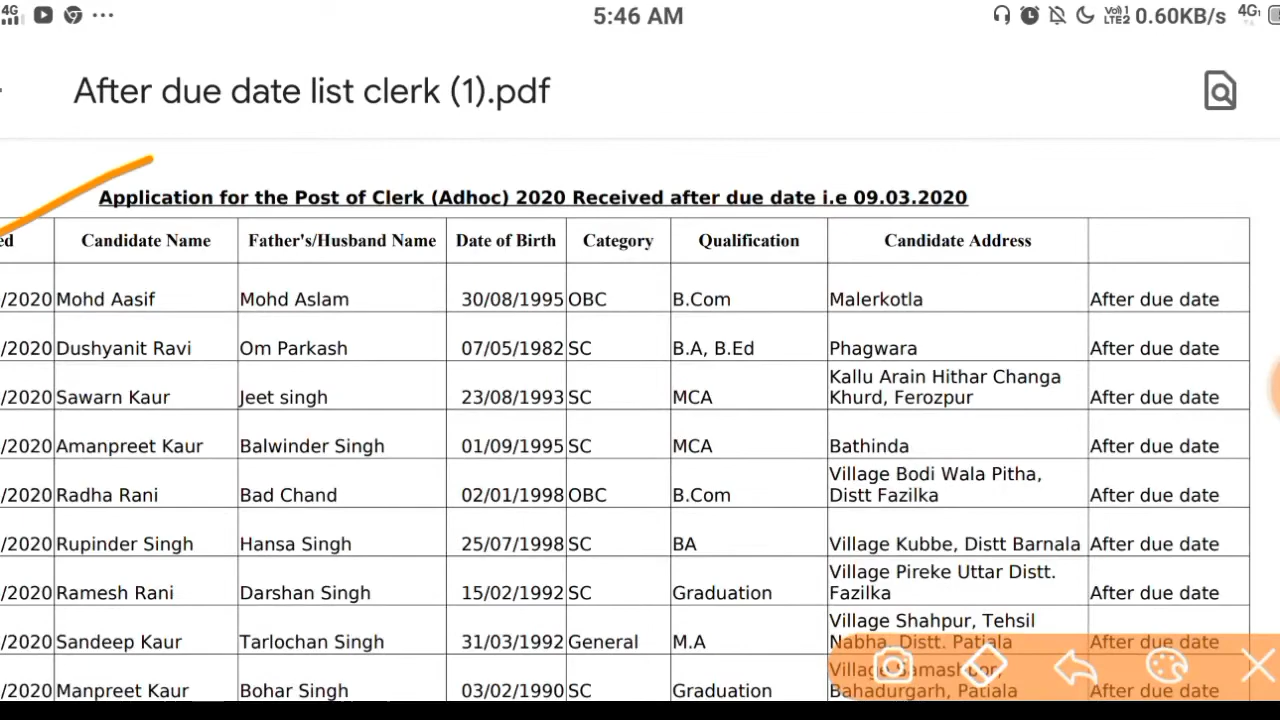 4G 5:46 AM Vo)) 1 LTE2 0.60KB/s 4G
After due date list clerk (1).pdf
Application for the Post of Clerk (Adhoc) 2020 Received after due date i.e 09.03.2020
ed Candidate Name Father's/Husband Name Date of Birth Category Qualification Candidate Address
/2020 Mohd Aasif Mohd Aslam 30/08/1995 OBC B.Com Malerkotla After due date
/2020 Dushyanit Ravi Om Parkash 07/05/1982 SC B.A, B.Ed Phagwara After due date
Kallu Arain Hithar Changa
/2020 Sawarn Kaur Jeet singh 23/08/1993 SC MCA Khurd, Ferozpur After due date
/2020 Amanpreet Kaur Balwinder Singh 01/09/1995 SC MCA Bathinda After due date
Village Bodi Wala Pitha,
/2020 Radha Rani Bad Chand 02/01/1998 OBC B.Com Distt Fazilka After due date
/2020 Rupinder Singh Hansa Singh 25/07/1998 SC BA Village Kubbe, Distt Barnala After due date
Village Pireke Uttar Distt.
/2020 Ramesh Rani Darshan Singh 15/02/1992 SC Graduation Fazilka After due date
Village Shahpur, Tehsil
/2020 Sandeep Kaur Tarlochan Singh 31/03/1992 General M.A Nabha, Distt. Patiala After due date
Village
/2020 Manpreet Kaur Bohar Singh 03/02/1990 SC Graduation Bahadurgarh, Patiala After due date